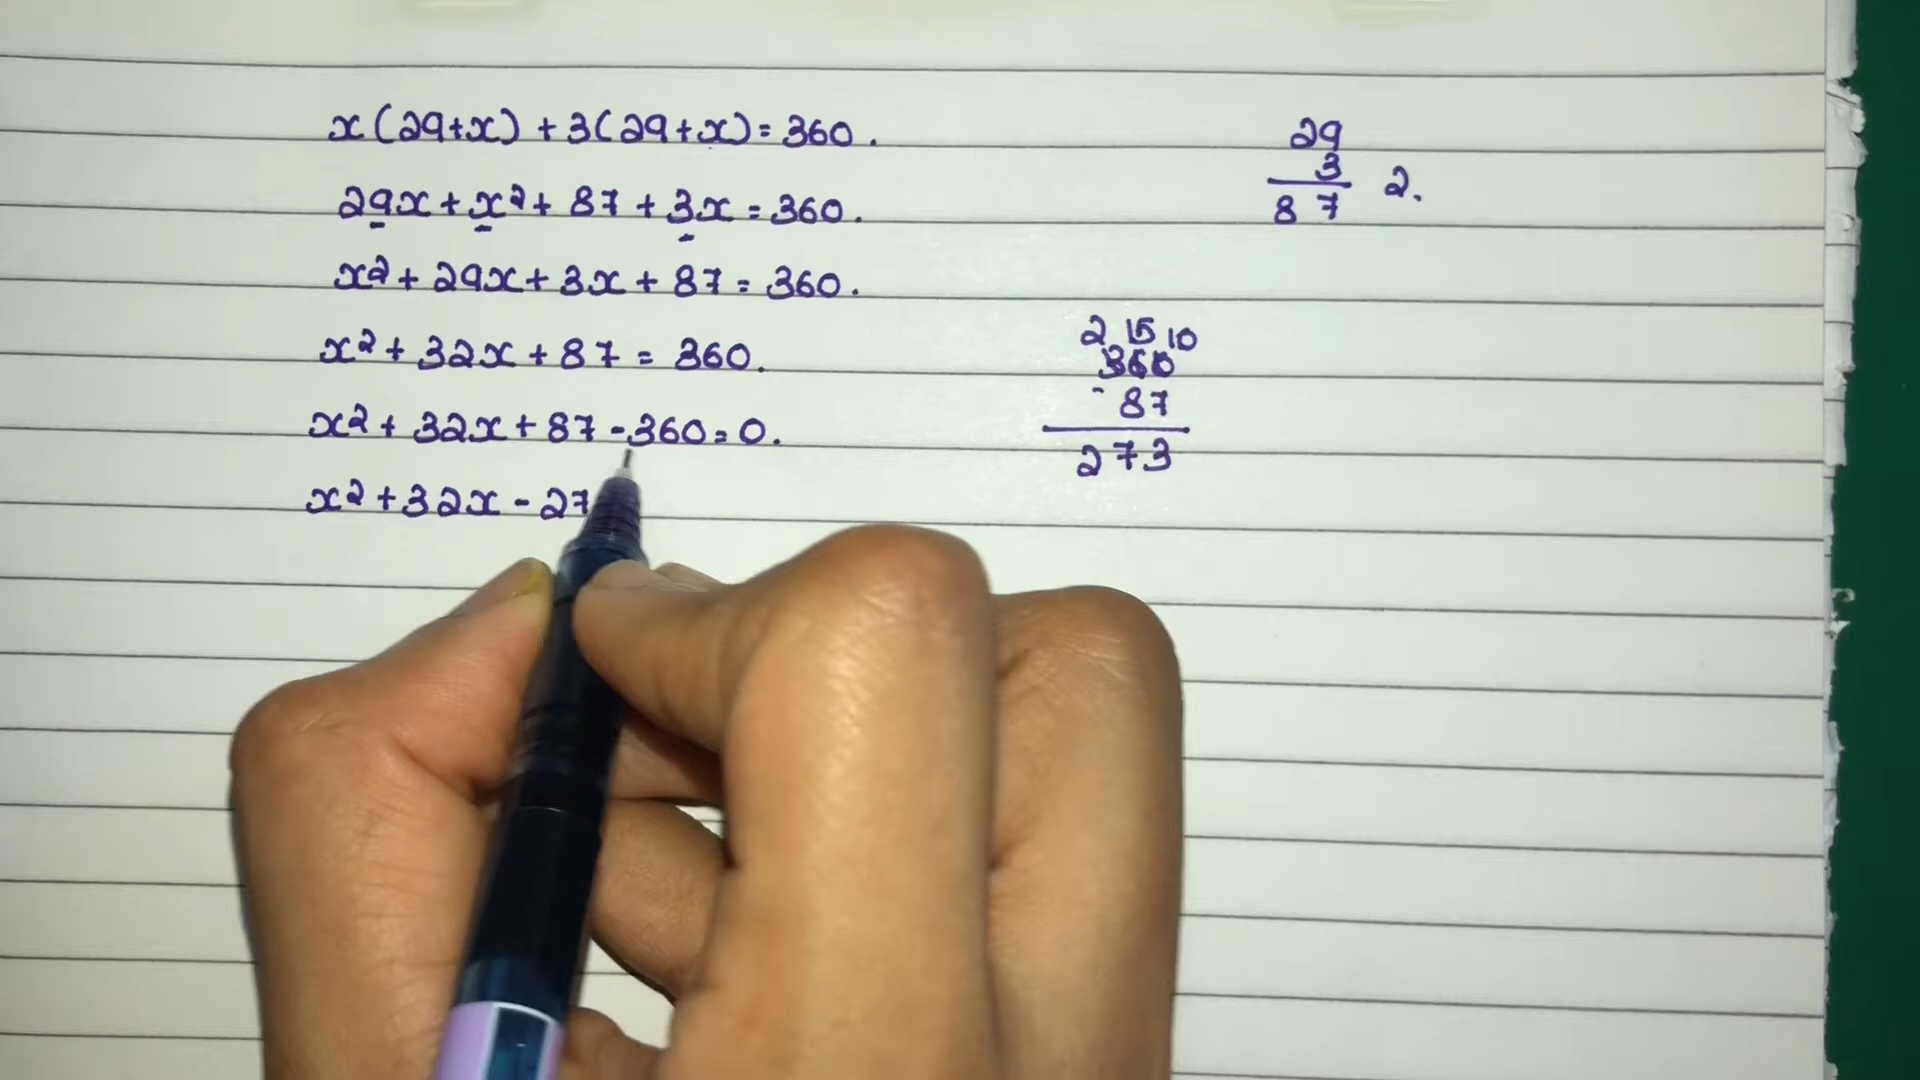 x(29+x) + 3(29+x) = 360.
29x + x² + 87 + 3x = 360.
x² + 29x + 3x + 87 = 360.
x² + 32x + 87 = 360.
x² + 32x + 87 - 360 = 0.
x² + 32x - 27
29
3
87 2.
2 15 10
360
- 87
273